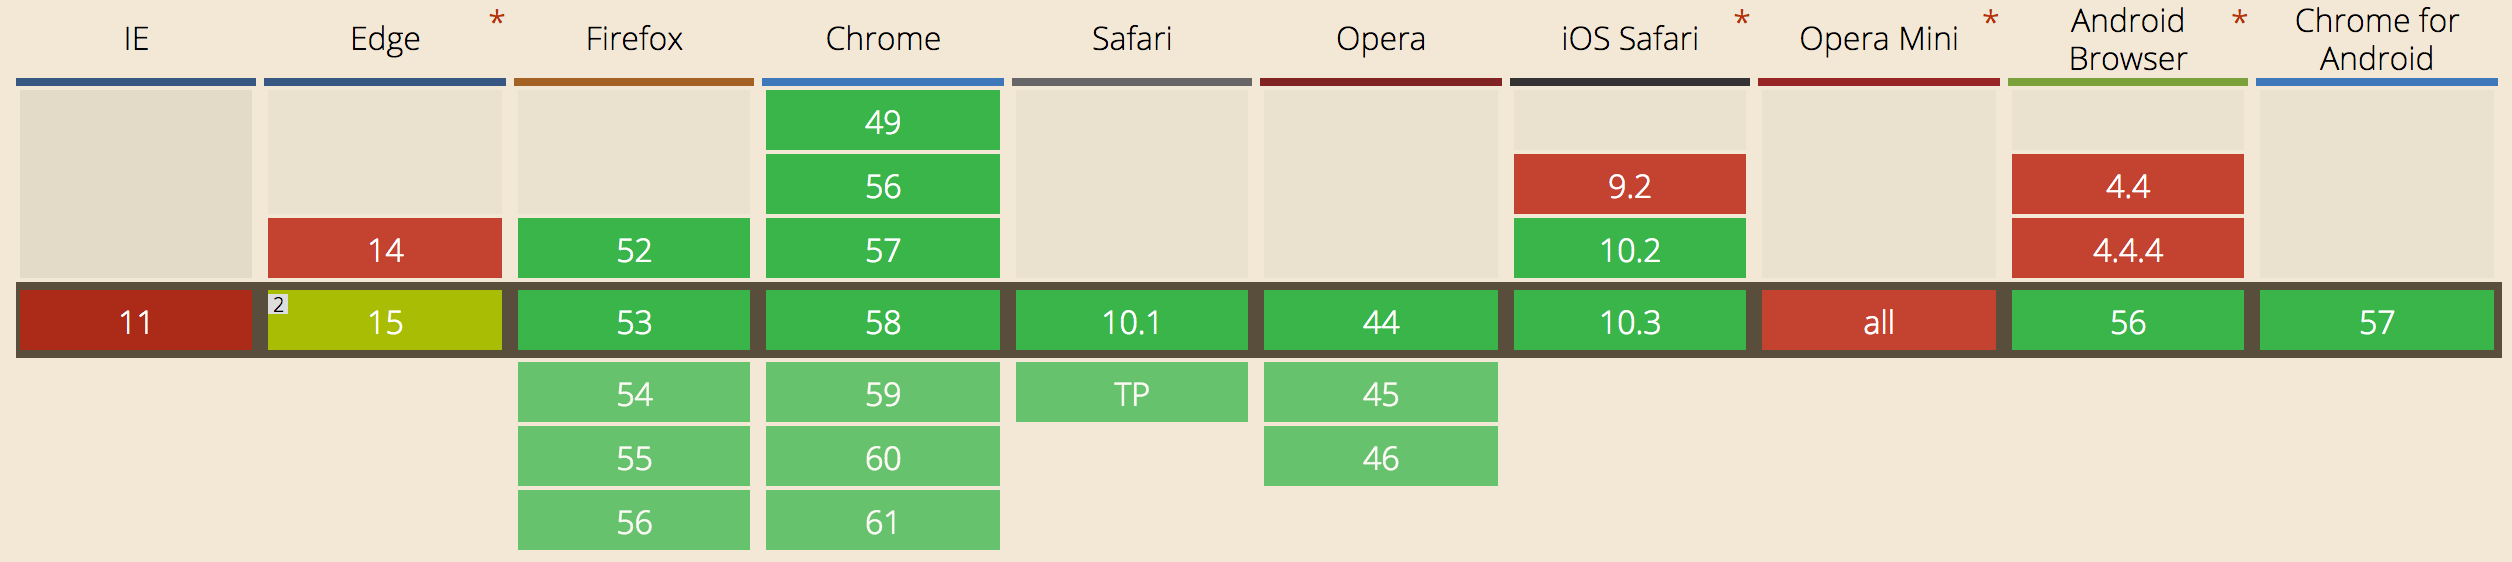 IE Edge * Firefox Chrome Safari Opera iOS Safari * Opera Mini * Android Browser * Chrome for Android
49
56 9.2 4.4
14 52 57 10.2 4.4.4
11 2 15 53 58 10.1 44 10.3 all 56 57
54 59 TP 45
55 60 46
56 61